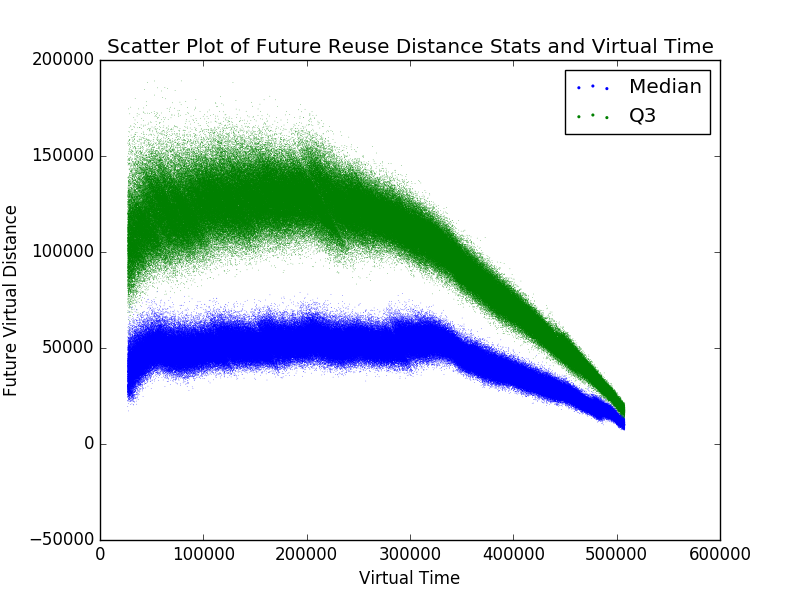 Scatter Plot of Future Reuse Distance Stats and Virtual Time
200000
150000
100000
50000
0
−50000
Future Virtual Distance
Median
Q3
0 100000 200000 300000 400000 500000 600000
Virtual Time